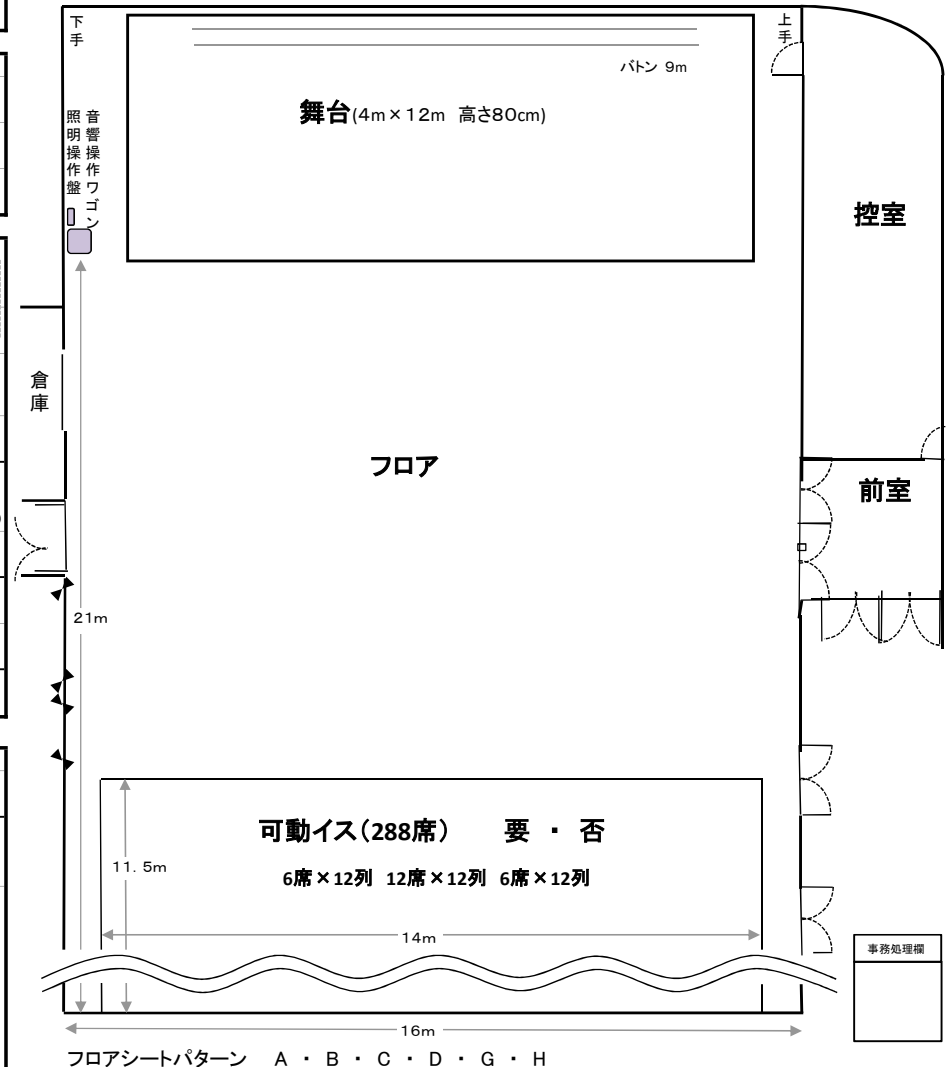 下手
上手
バトン 9m
舞台(4m×12m 高さ80cm)
照明操作盤
音響操作ワゴン
控室
倉庫
フロア
前室
21m
可動イス(288席) 要 ・ 否
11.5m
6席×12列 12席×12列 6席×12列
14m
事務処理欄
16m
フロアシートパターン A ・ B ・ C ・ D ・ G ・ H